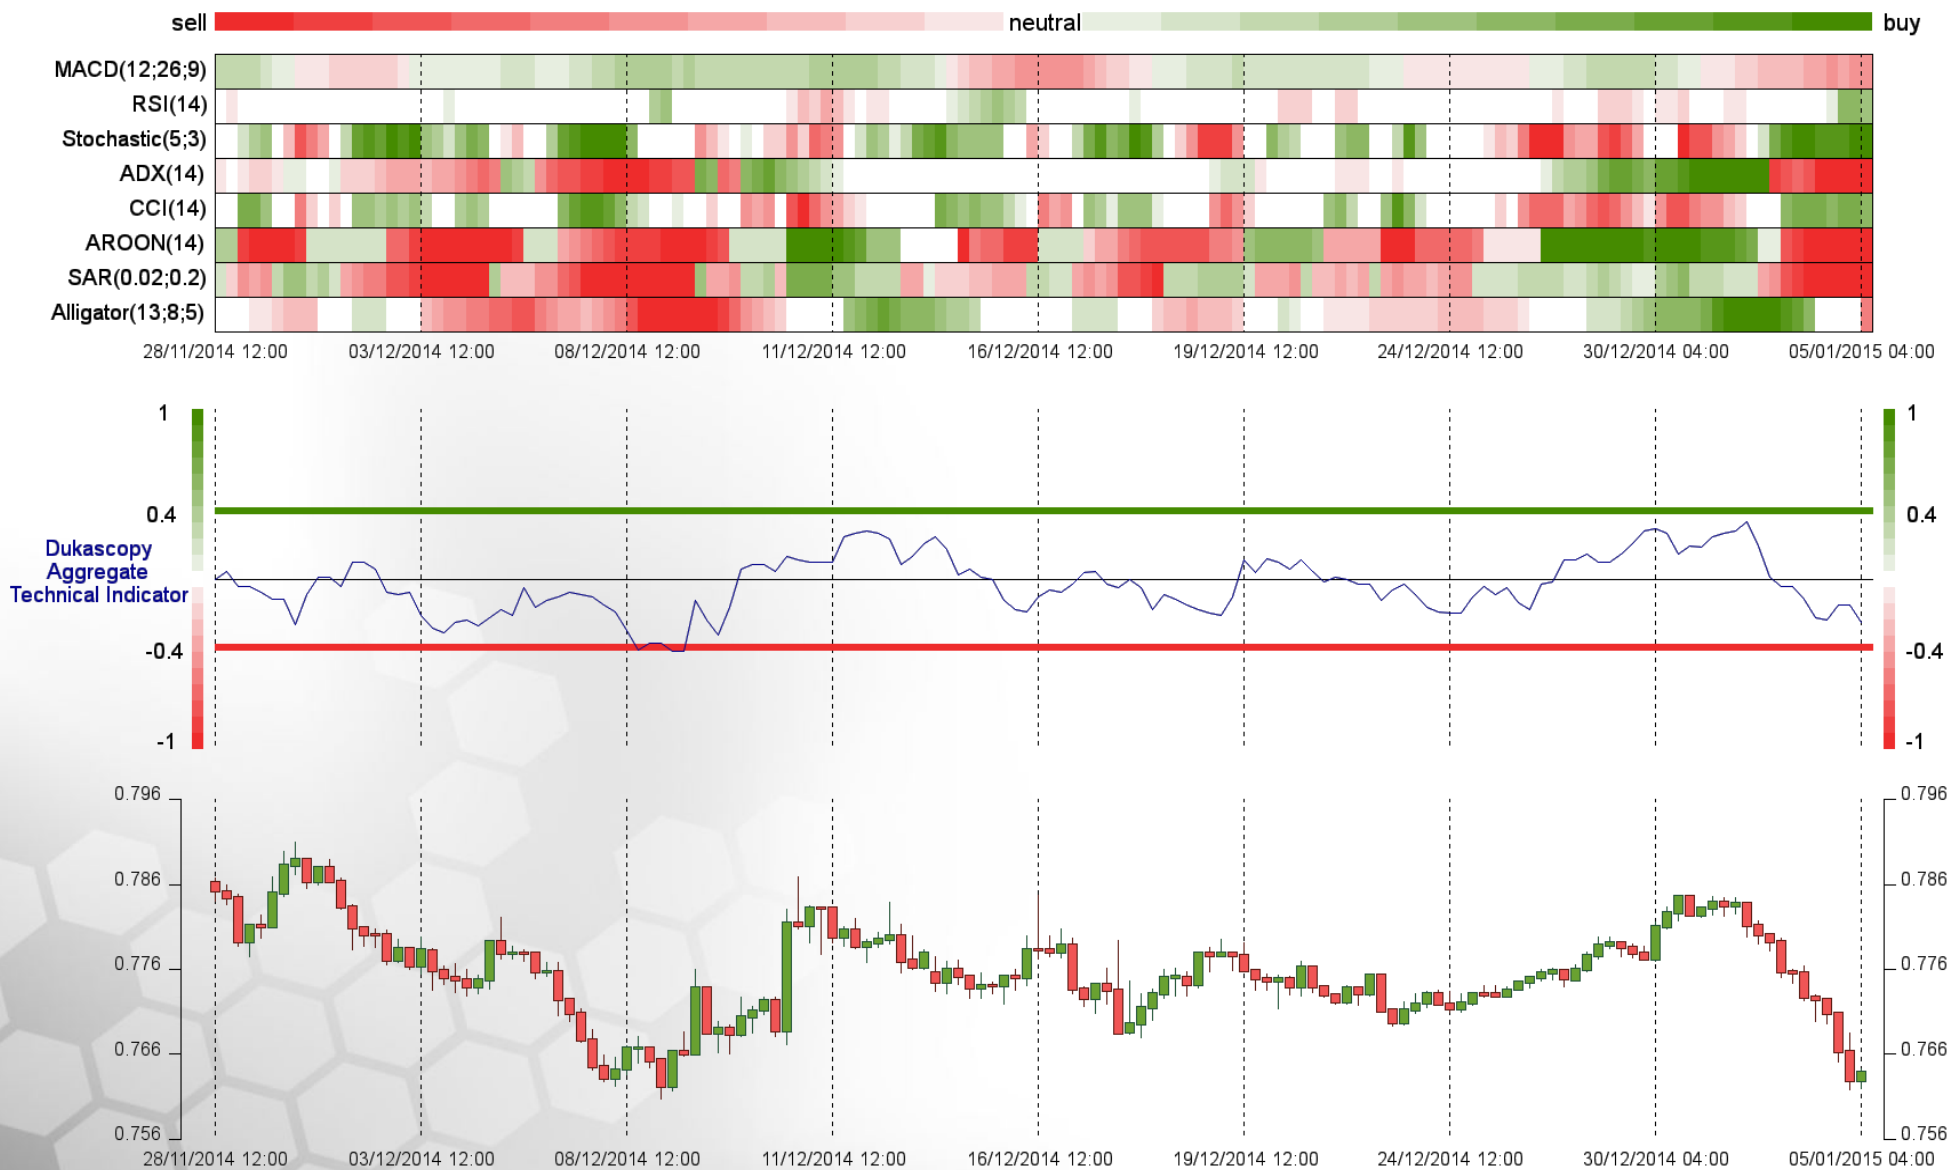 sell neutral buy
MACD(12;26;9)
RSI(14)
Stochastic(5;3)
ADX(14)
CCI(14)
AROON(14)
SAR(0.02;0.2)
Alligator(13;8;5)
28/11/2014 12:00 03/12/2014 12:00 08/12/2014 12:00 11/12/2014 12:00 16/12/2014 12:00 19/12/2014 12:00 24/12/2014 12:00 30/12/2014 04:00 05/01/2015 04:00
1 1
0.4 0.4
Dukascopy
Aggregate
Technical Indicator
-0.4 -0.4
-1 -1
0.796 0.796
0.786 0.786
0.776 0.776
0.766 0.766
0.756 0.756
28/11/2014 12:00 03/12/2014 12:00 08/12/2014 12:00 11/12/2014 12:00 16/12/2014 12:00 19/12/2014 12:00 24/12/2014 12:00 30/12/2014 04:00 05/01/2015 04:00